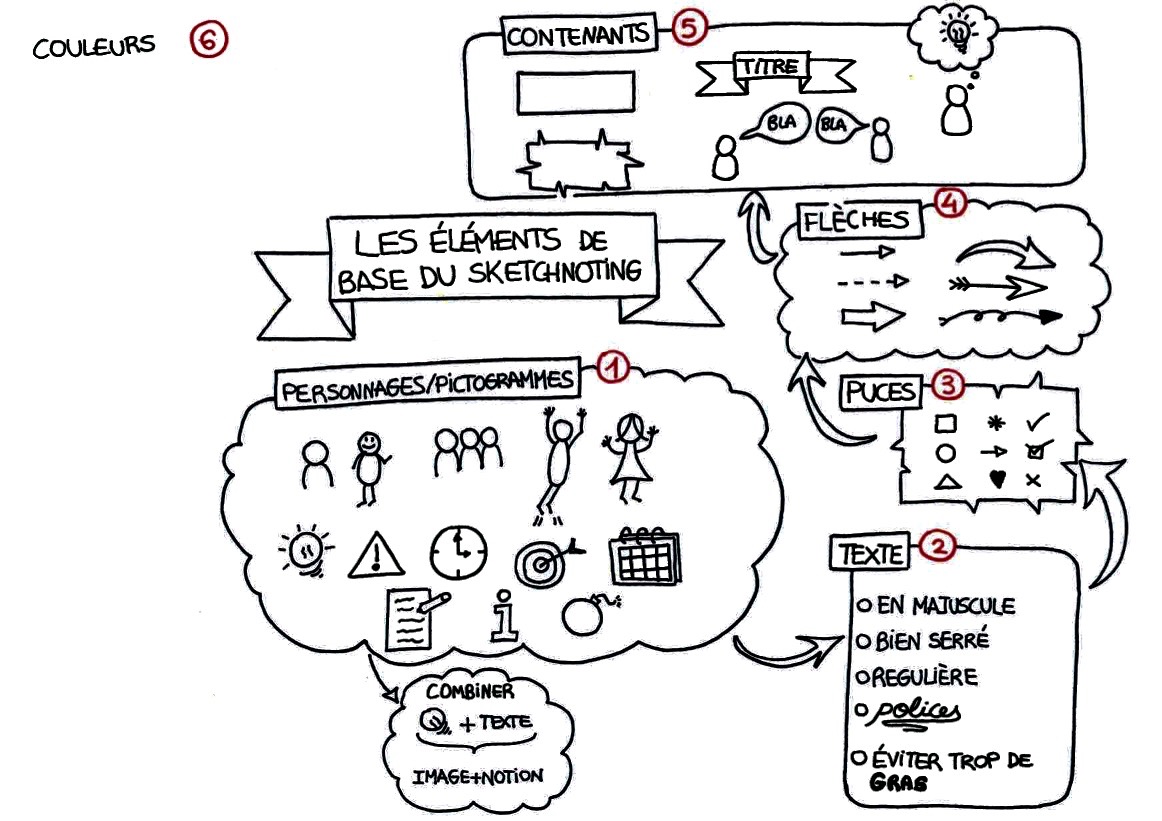 COULEURS 6
CONTENANTS 5
TITRE
BLA BLA
LES ÉLÉMENTS DE
BASE DU SKETCHNOTING
FLÈCHES 4
PERSONNAGES/PICTOGRAMMES 1
PUCES 3
TEXTE 2
EN MAJUSCULE
BIEN SERRÉ
REGULIÈRE
polices
ÉVITER TROP DE
GRAS
COMBINER
+ TEXTE
IMAGE+NOTION